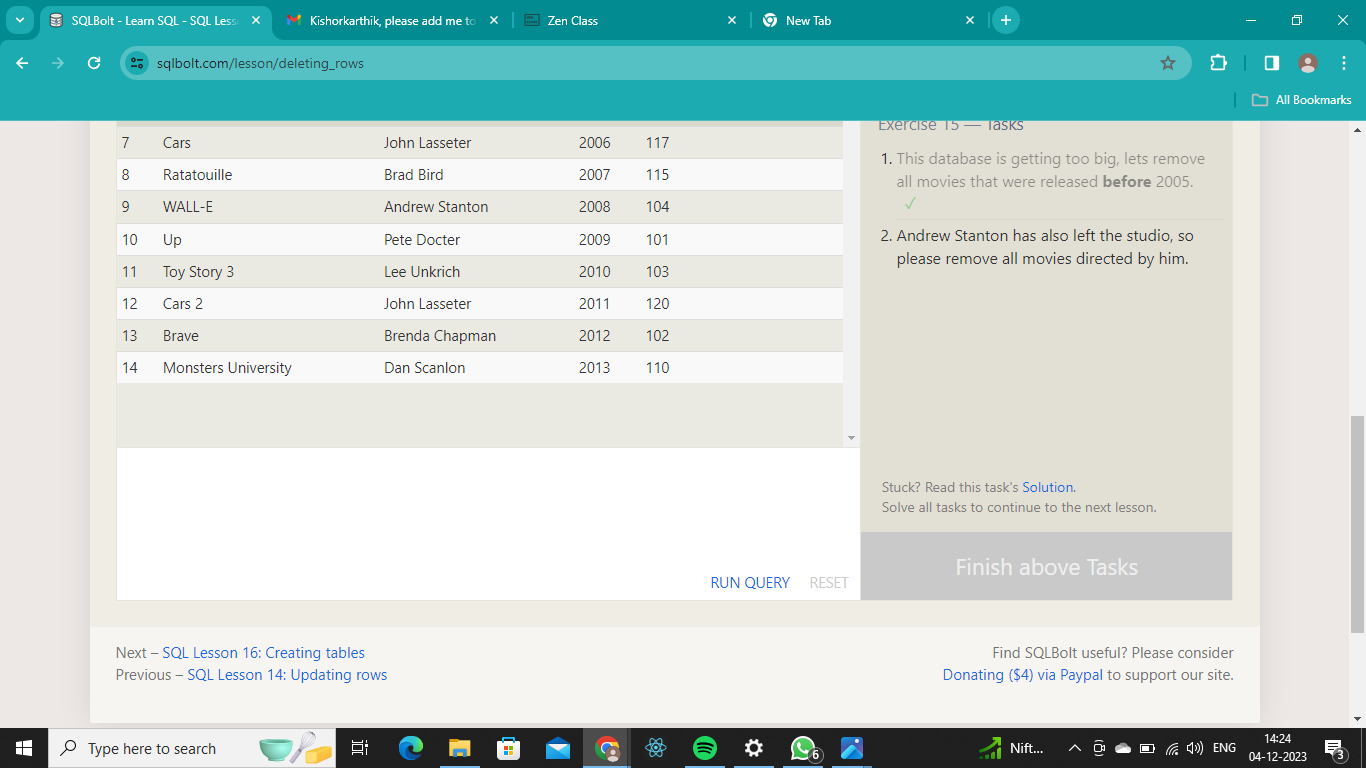 SQLBolt - Learn SQL - SQL Less
Kishorkarthik, please add me to
Zen Class
New Tab
sqlbolt.com/lesson/deleting_rows
All Bookmarks
7 Cars John Lasseter 2006 117
8 Ratatouille Brad Bird 2007 115
9 WALL-E Andrew Stanton 2008 104
10 Up Pete Docter 2009 101
11 Toy Story 3 Lee Unkrich 2010 103
12 Cars 2 John Lasseter 2011 120
13 Brave Brenda Chapman 2012 102
14 Monsters University Dan Scanlon 2013 110
RUN QUERY RESET
Exercise 15 — Tasks
1. This database is getting too big, lets remove
all movies that were released before 2005.
✓
2. Andrew Stanton has also left the studio, so
please remove all movies directed by him.
Stuck? Read this task's Solution.
Solve all tasks to continue to the next lesson.
Finish above Tasks
Next – SQL Lesson 16: Creating tables
Previous – SQL Lesson 14: Updating rows
Find SQLBolt useful? Please consider
Donating ($4) via Paypal to support our site.
Type here to search
6
Nift...
ENG
14:24
04-12-2023
3